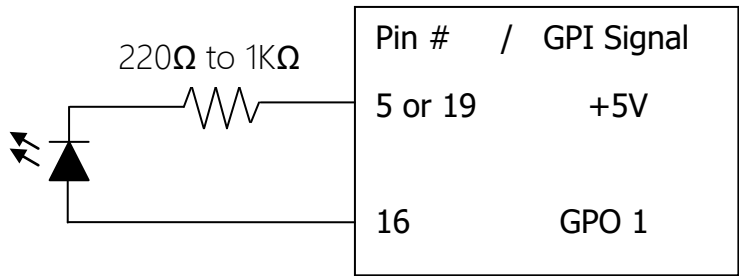 Pin # / GPI Signal
220Ω to 1KΩ
5 or 19 +5V
16 GPO 1